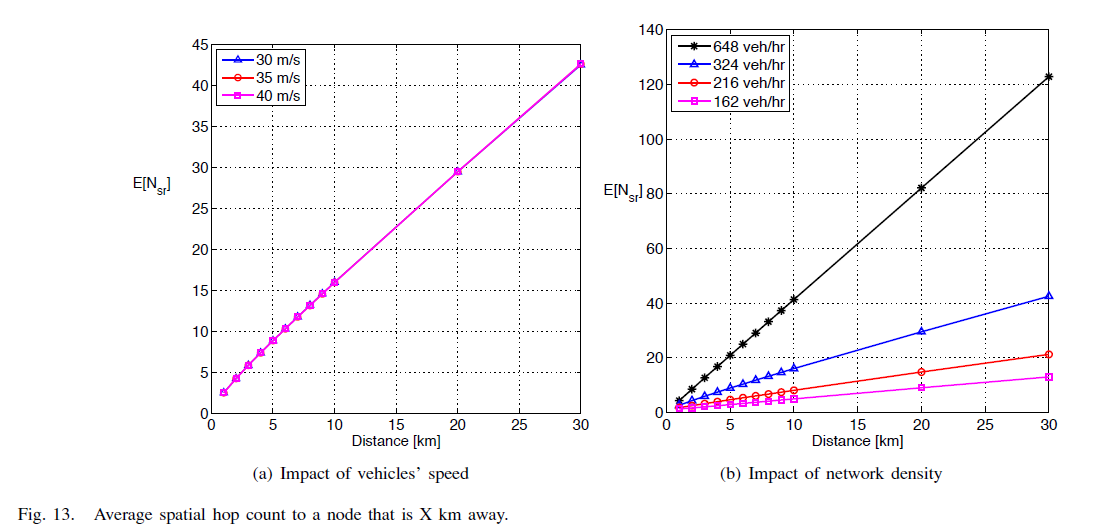 45
40
35
30
25
20
15
10
5
0
30 m/s
35 m/s
40 m/s
E[Nsr]
0 5 10 15 20 25 30
Distance [km]
(a) Impact of vehicles' speed
140
120
100
80
60
40
20
0
648 veh/hr
324 veh/hr
216 veh/hr
162 veh/hr
E[Nsr]
0 5 10 15 20 25 30
Distance [km]
(b) Impact of network density
Fig. 13. Average spatial hop count to a node that is X km away.